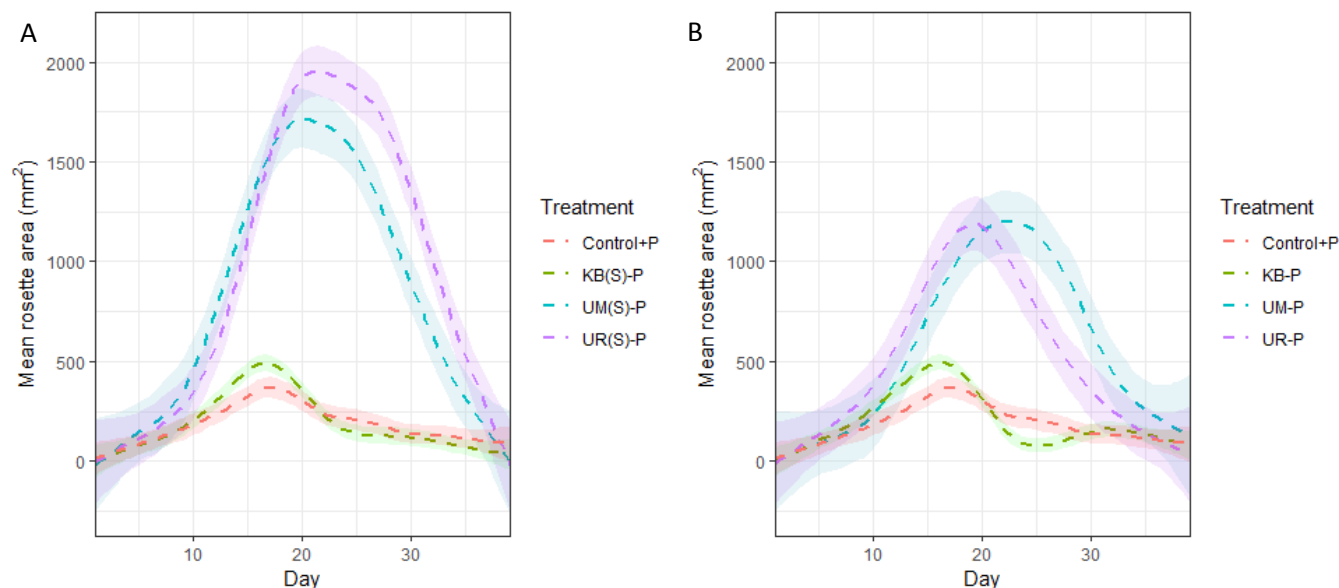 A
Mean rosette area (mm²)
2000
1500
1000
500
0
10
20
30
Day
Treatment
Control+P
KB(S)-P
UM(S)-P
UR(S)-P
B
Mean rosette area (mm²)
2000
1500
1000
500
0
10
20
30
Day
Treatment
Control+P
KB-P
UM-P
UR-P